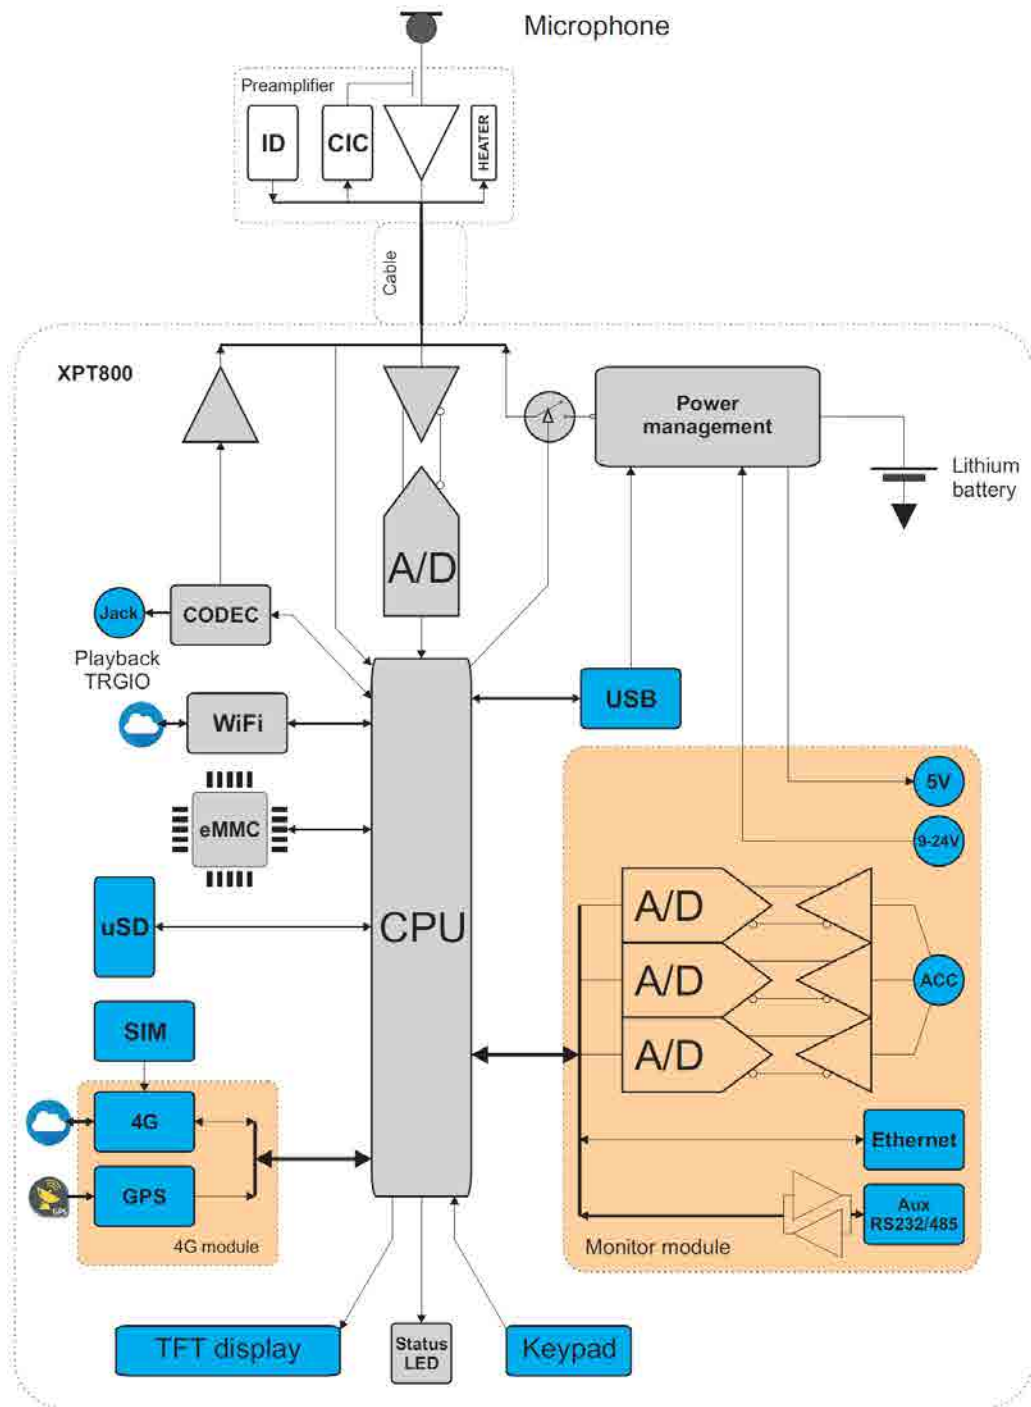 Microphone
Preamplifier
ID
CIC
HEATER
Cable
XPT800
Power
management
Lithium
battery
A/D
Jack
CODEC
Playback
TRGIO
USB
WiFi
5V
eMMC
9-24V
A/D
uSD
CPU
A/D
ACC
SIM
A/D
4G
Ethernet
GPS
GPS
Aux
RS232/485
4G module
Monitor module
TFT display
Status
LED
Keypad